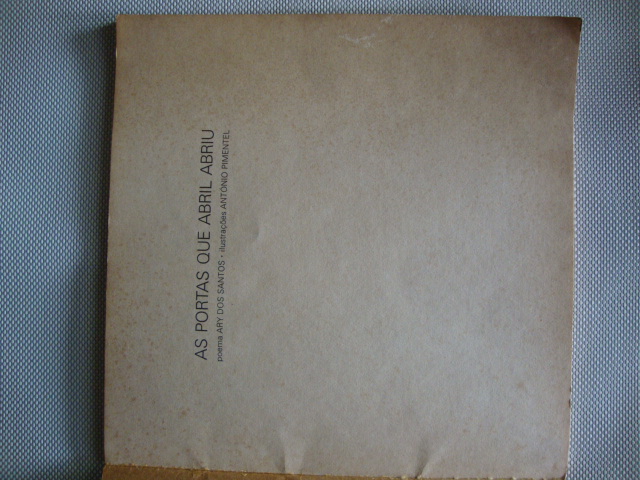 AS PORTAS QUE ABRIL ABRIU
poema ARY DOS SANTOS • ilustrações ANTÓNIO PIMENTEL